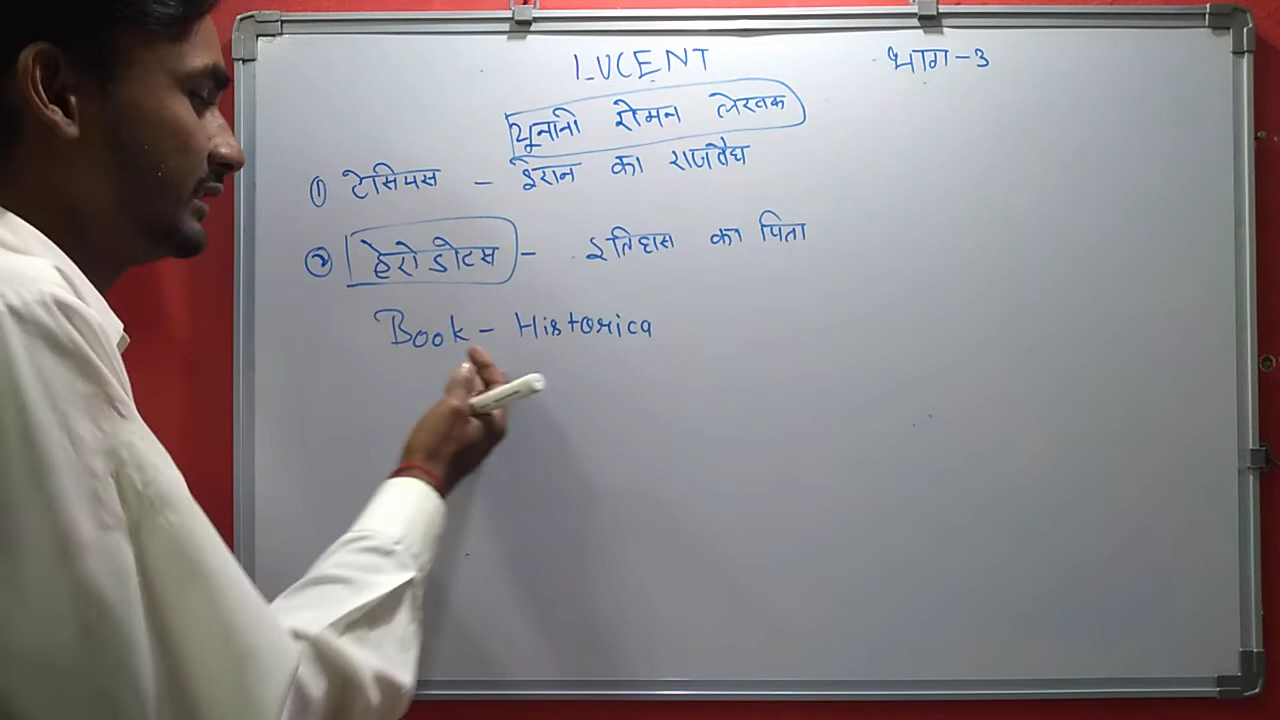 LUCENT भाग-3
यूनानी रोमन लेखक
① टेसियस - ईरान का राजवैध
② हेरोडोटस - इतिहास का पिता
Book - Historica